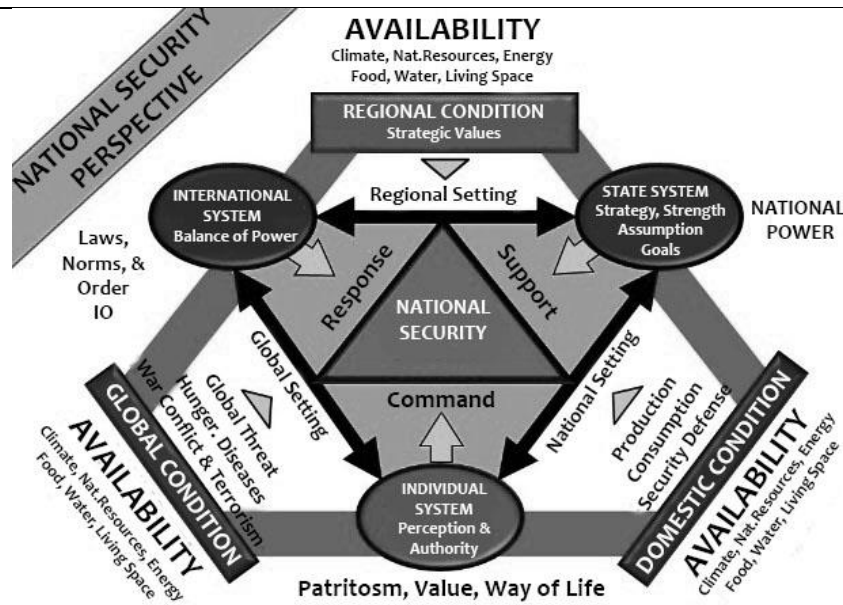 NATIONAL SECURITY
PERSPECTIVE
AVAILABILITY
Climate, Nat.Resources, Energy
Food, Water, Living Space
REGIONAL CONDITION
Strategic Values
Regional Setting
INTERNATIONAL
SYSTEM
Balance of Power
STATE SYSTEM
Strategy, Strength
Assumption
Goals
NATIONAL
POWER
Laws,
Norms, &
Order
IO
Response
Support
NATIONAL
SECURITY
Command
Global Setting
National Setting
Global Threat
Hunger . Diseases
War Conflict & Terrorism
GLOBAL CONDITION
AVAILABILITY
Climate, Nat.Resources, Energy
Food, Water, Living Space
Production
Consumption
Security Defense
DOMESTIC CONDITION
AVAILABILITY
Climate, Nat.Resources, Energy
Food, Water, Living Space
INDIVIDUAL
SYSTEM
Perception &
Authority
Patritosm, Value, Way of Life